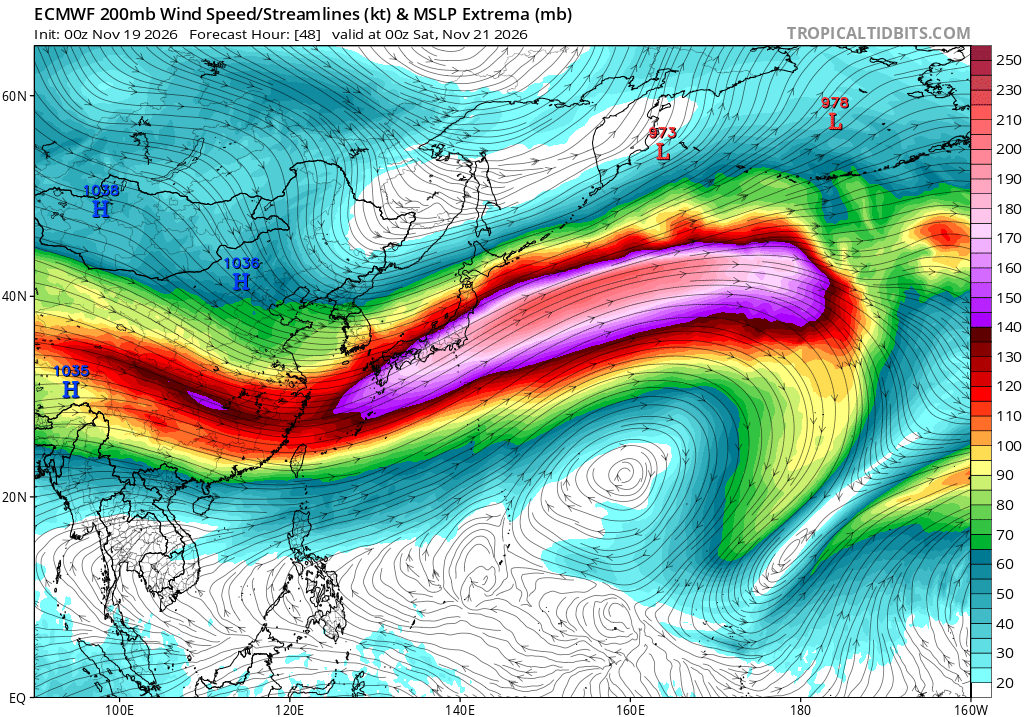 ECMWF 200mb Wind Speed/Streamlines (kt) & MSLP Extrema (mb)
Init: 00z Nov 19 2026 Forecast Hour: [48] valid at 00z Sat, Nov 21 2026
TROPICALTIDBITS.COM
60N
40N
20N
EQ
978
L
973
L
1038
H
1036
H
1035
H
250
230
210
200
190
180
170
160
150
140
130
120
110
100
90
80
70
60
50
40
30
20
100E
120E
140E
160E
180
160W